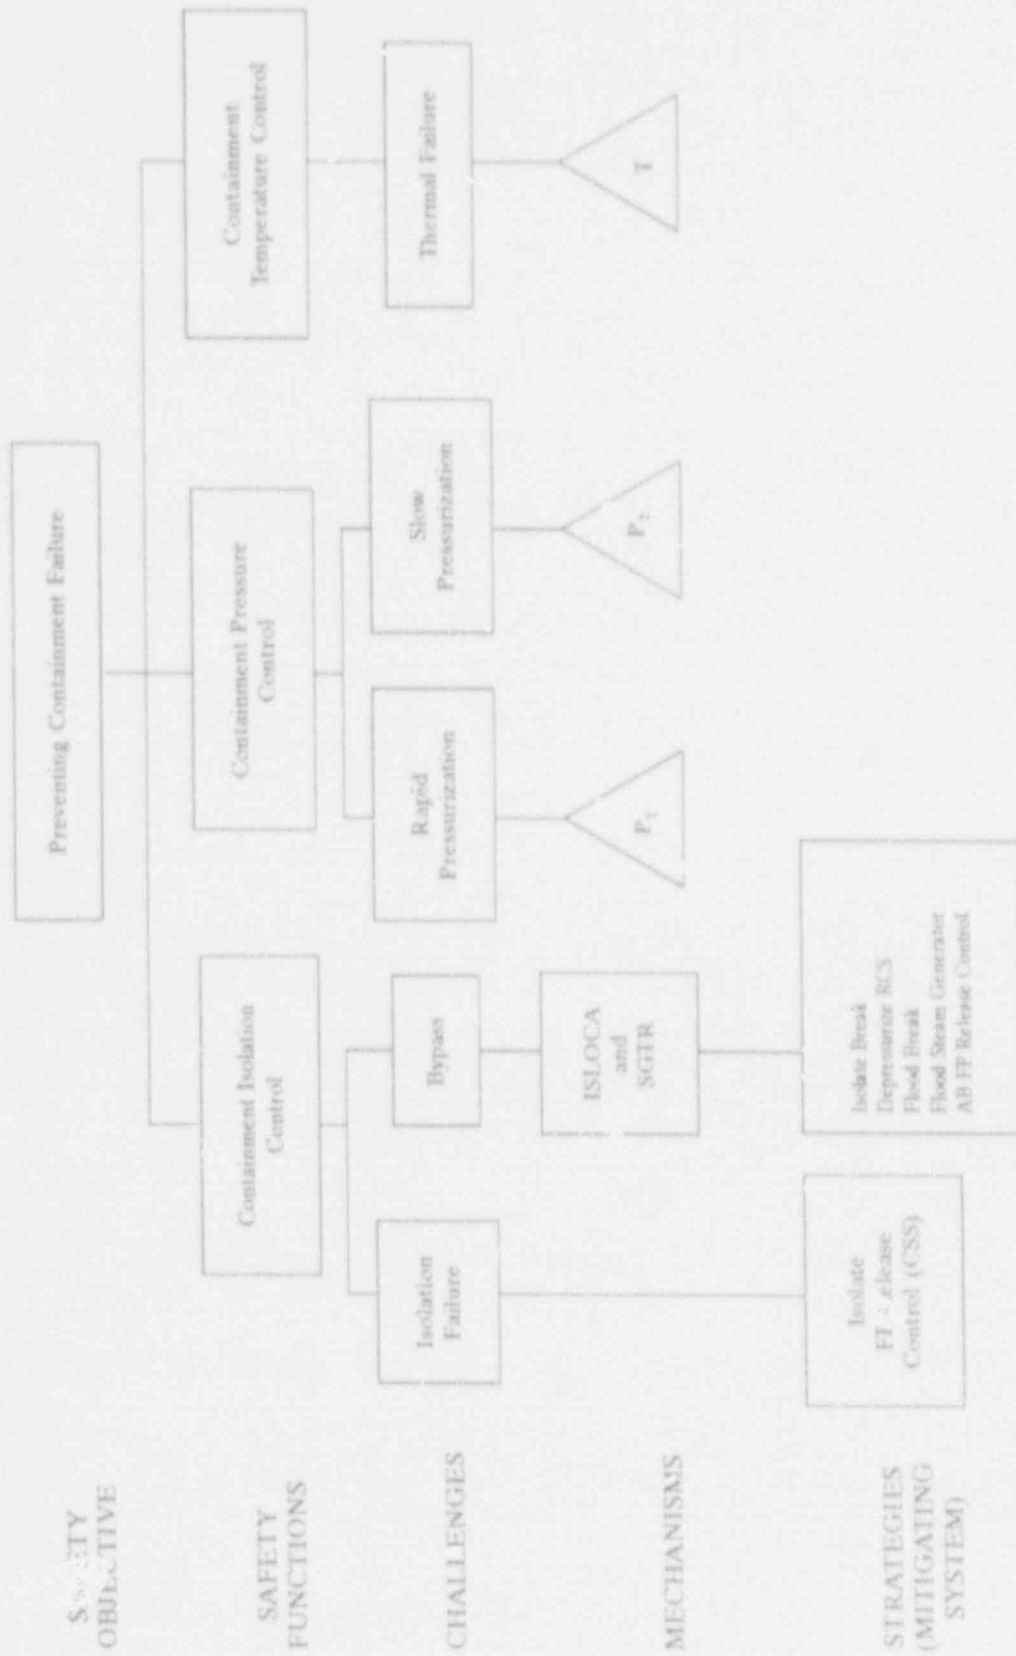 SAFETY
OBJECTIVE
Preventing Containment Failure
SAFETY
FUNCTIONS
Containment Isolation
Control
Containment Pressure
Control
Containment
Temperature Control
CHALLENGES
Isolation
Failure
Bypass
Rapid
Pressurization
Slow
Pressurization
Thermal Failure
MECHANISMS
ISLOCA
and
SGTR
P₁
P₂
T
STRATEGIES
(MITIGATING
SYSTEM)
Isolate
Control (CSS)
Isolate Break
Depressurize RCS
Flood Break
Flood Steam Generator
AB FP Release Control